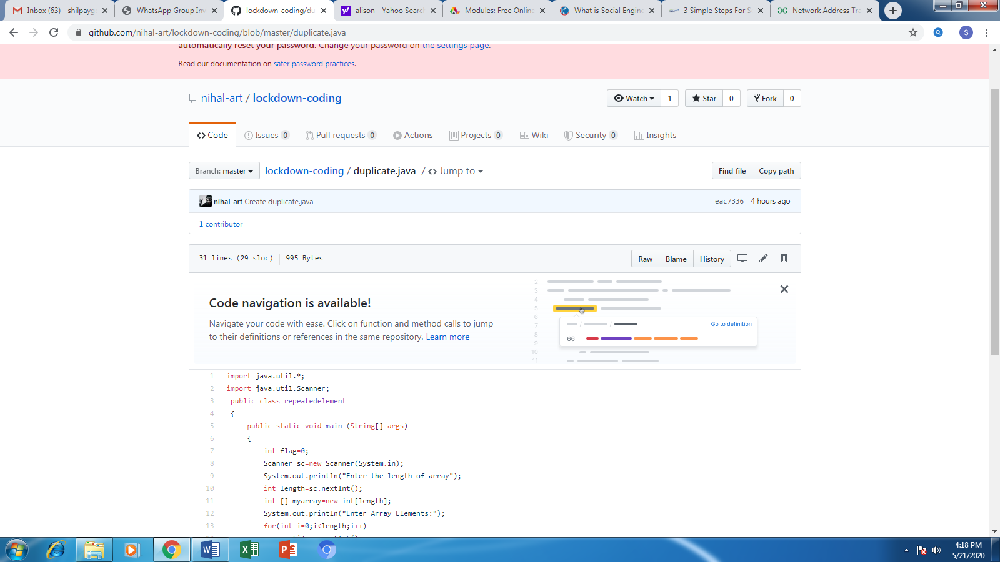 Inbox (63) - shilpayg
WhatsApp Group Inv
lockdown-coding/du
alison - Yahoo Search
Modules: Free Online
What is Social Engine
3 Simple Steps For S
Network Address Tra
github.com/nihal-art/lockdown-coding/blob/master/duplicate.java
S
automatically reset your password. Change your password on the settings page.
Read our documentation on safer password practices.
nihal-art / lockdown-coding
Watch 1 Star 0 Fork 0
Code Issues 0 Pull requests 0 Actions Projects 0 Wiki Security 0 Insights
Branch: master lockdown-coding / duplicate.java / <> Jump to Find file Copy path
nihal-art Create duplicate.java eac7336 4 hours ago
1 contributor
31 lines (29 sloc) 995 Bytes Raw Blame History
Code navigation is available!
Navigate your code with ease. Click on function and method calls to jump
to their definitions or references in the same repository. Learn more
2
3
4
5
6
7 Go to definition
8 66
9
10
11
1 import java.util.*;
2 import java.util.Scanner;
3 public class repeatedelement
4 {
5 public static void main (String[] args)
6 {
7 int flag=0;
8 Scanner sc=new Scanner(System.in);
9 System.out.println("Enter the length of array");
10 int length=sc.nextInt();
11 int [] myarray=new int[length];
12 System.out.println("Enter Array Elements:");
13 for(int i=0;i<length;i++)
4:18 PM
5/21/2020